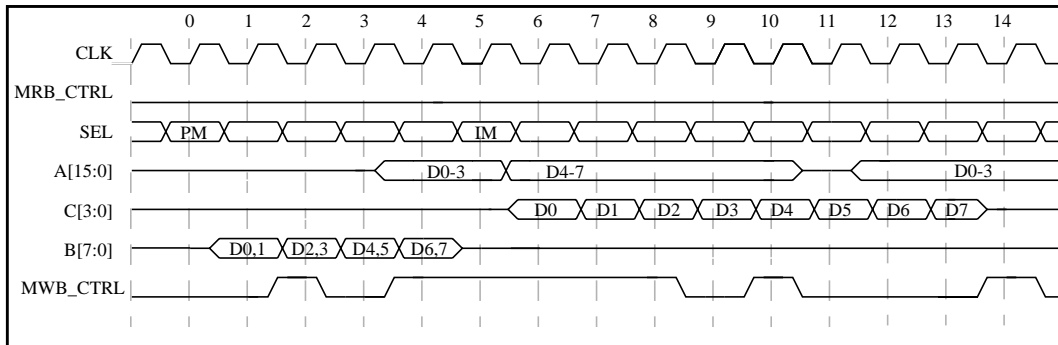 0 1 2 3 4 5 6 7 8 9 10 11 12 13 14
CLK
MRB_CTRL
SEL PM IM
A[15:0] D0-3 D4-7 D0-3
C[3:0] D0 D1 D2 D3 D4 D5 D6 D7
B[7:0] D0,1 D2,3 D4,5 D6,7
MWB_CTRL